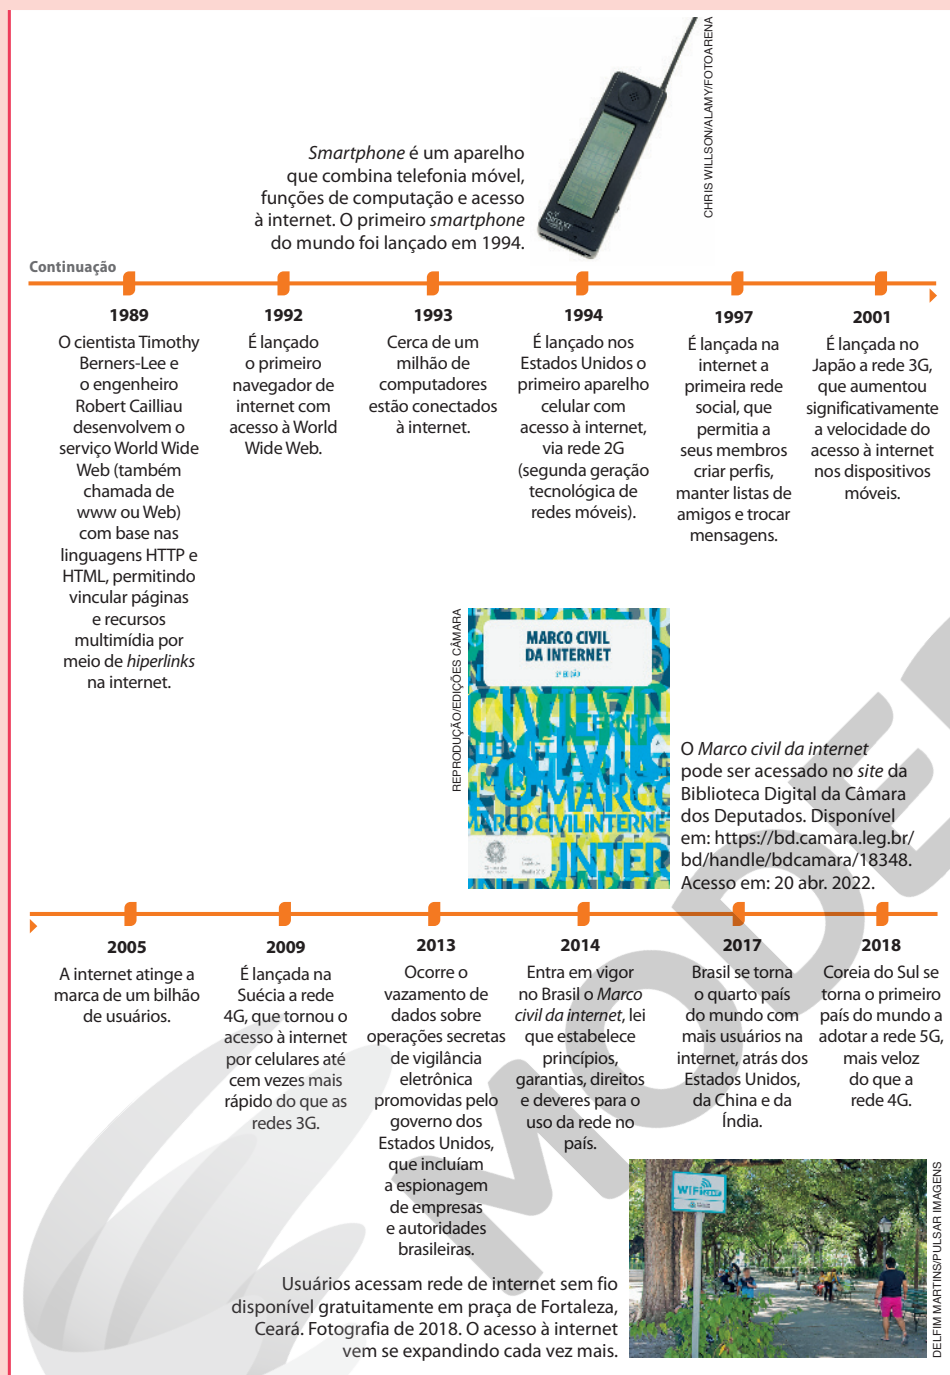 CHRIS WILLSON/ALAMY/FOTOARENA
Smartphone é um aparelho
que combina telefonia móvel,
funções de computação e acesso
à internet. O primeiro smartphone
do mundo foi lançado em 1994.
Simon
Continuação
1989
O cientista Timothy
Berners-Lee e
o engenheiro
Robert Cailliau
desenvolvem o
serviço World Wide
Web (também
chamada de
www ou Web)
com base nas
linguagens HTTP e
HTML, permitindo
vincular páginas
e recursos
multimídia por
meio de hiperlinks
na internet.
1992
É lançado
o primeiro
navegador de
internet com
acesso à World
Wide Web.
1993
Cerca de um
milhão de
computadores
estão conectados
à internet.
1994
É lançado nos
Estados Unidos o
primeiro aparelho
celular com
acesso à internet,
via rede 2G
(segunda geração
tecnológica de
redes móveis).
1997
É lançada na
internet a
primeira rede
social, que
permitia a
seus membros
criar perfis,
manter listas de
amigos e trocar
mensagens.
2001
É lançada no
Japão a rede 3G,
que aumentou
significativamente
a velocidade do
acesso à internet
nos dispositivos
móveis.
REPRODUÇÃO/EDIÇÕES CÂMARA
MARCO CIVIL
DA INTERNET
2ª EDIÇÃO
O Marco civil da internet
pode ser acessado no site da
Biblioteca Digital da Câmara
dos Deputados. Disponível
em: https://bd.camara.leg.br/
bd/handle/bdcamara/18348.
Acesso em: 20 abr. 2022.
2005
A internet atinge a
marca de um bilhão
de usuários.
2009
É lançada na
Suécia a rede
4G, que tornou o
acesso à internet
por celulares até
cem vezes mais
rápido do que as
redes 3G.
2013
Ocorre o
vazamento de
dados sobre
operações secretas
de vigilância
eletrônica
promovidas pelo
governo dos
Estados Unidos,
que incluíam
a espionagem
de empresas
e autoridades
brasileiras.
2014
Entra em vigor
no Brasil o Marco
civil da internet, lei
que estabelece
princípios,
garantias, direitos
e deveres para o
uso da rede no
país.
2017
Brasil se torna
o quarto país
do mundo com
mais usuários na
internet, atrás dos
Estados Unidos,
da China e da
Índia.
2018
Coreia do Sul se
torna o primeiro
país do mundo a
adotar a rede 5G,
mais veloz
do que a
rede 4G.
WiFi
Usuários acessam rede de internet sem fio
disponível gratuitamente em praça de Fortaleza,
Ceará. Fotografia de 2018. O acesso à internet
vem se expandindo cada vez mais.
DELFIM MARTINS/PULSAR IMAGENS